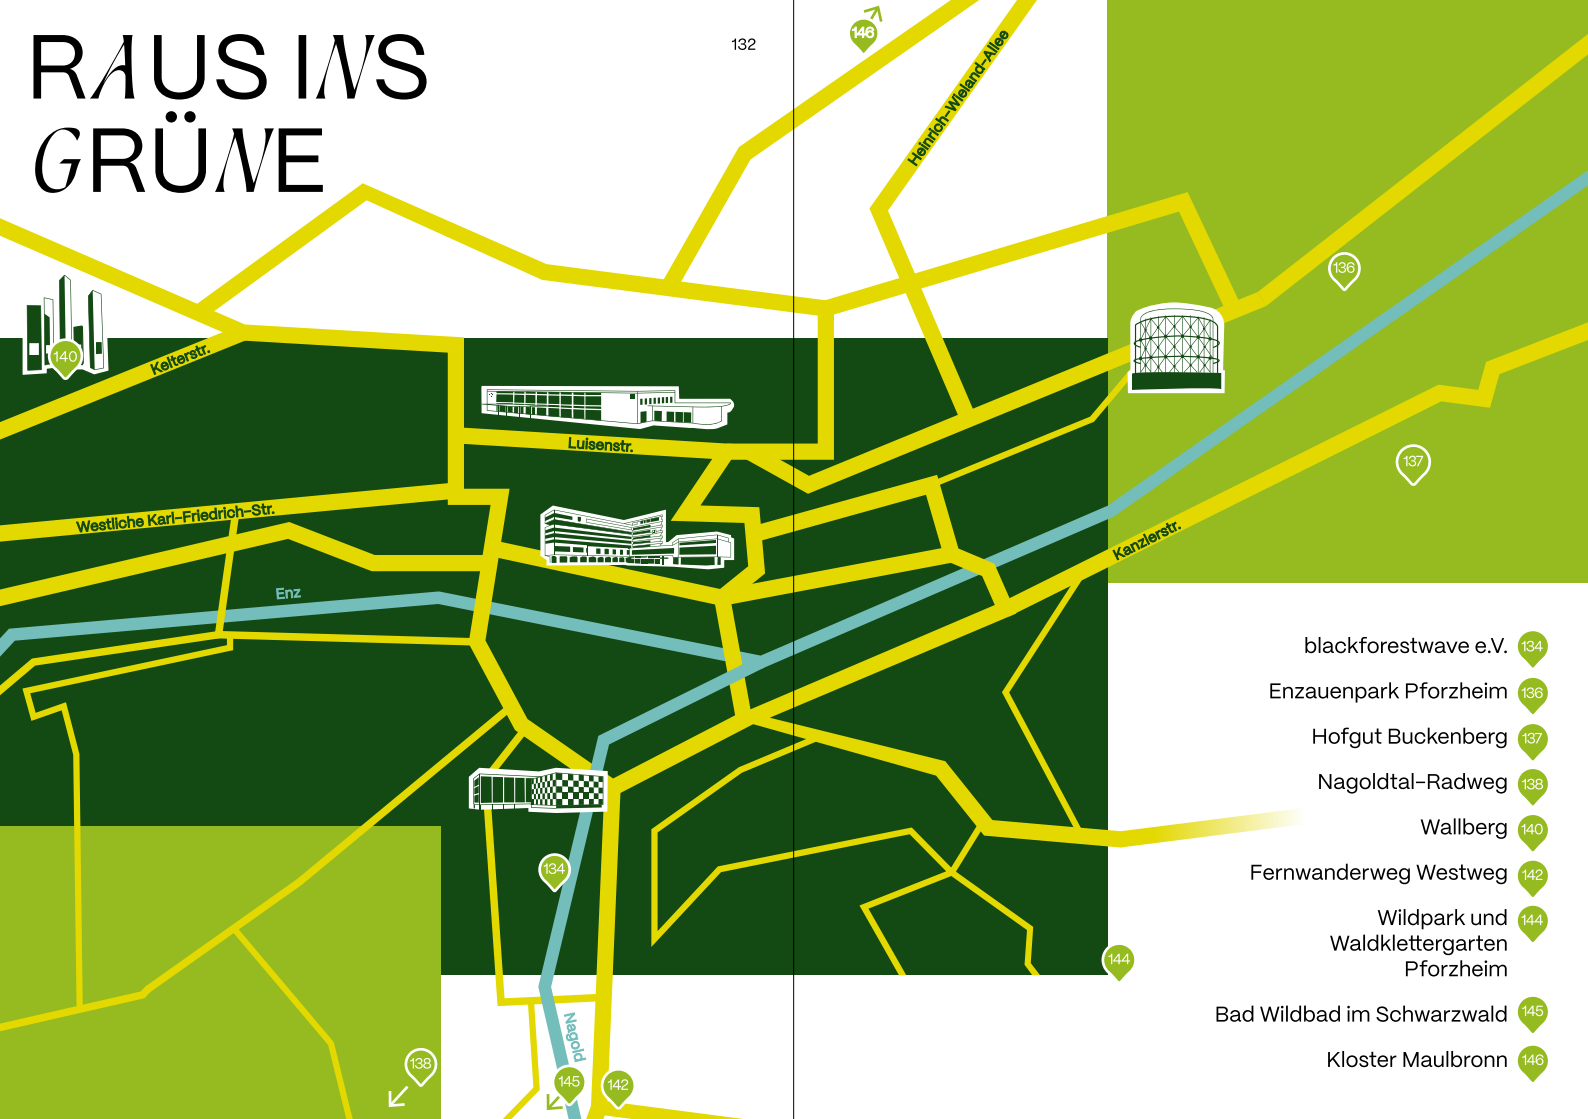 RAUS INS
GRÜNE
132
146
Heinrich-Wieland-Allee
136
140
Kelterstr.
Luisenstr.
137
Westliche Karl-Friedrich-Str.
Kanzlerstr.
Enz
134
144
Nagold
138
145
142
blackforestwave e.V. 134
Enzauenpark Pforzheim 136
Hofgut Buckenberg 137
Nagoldtal-Radweg 138
Wallberg 140
Fernwanderweg Westweg 142
Wildpark und 144
Waldklettergarten
Pforzheim
Bad Wildbad im Schwarzwald 145
Kloster Maulbronn 146